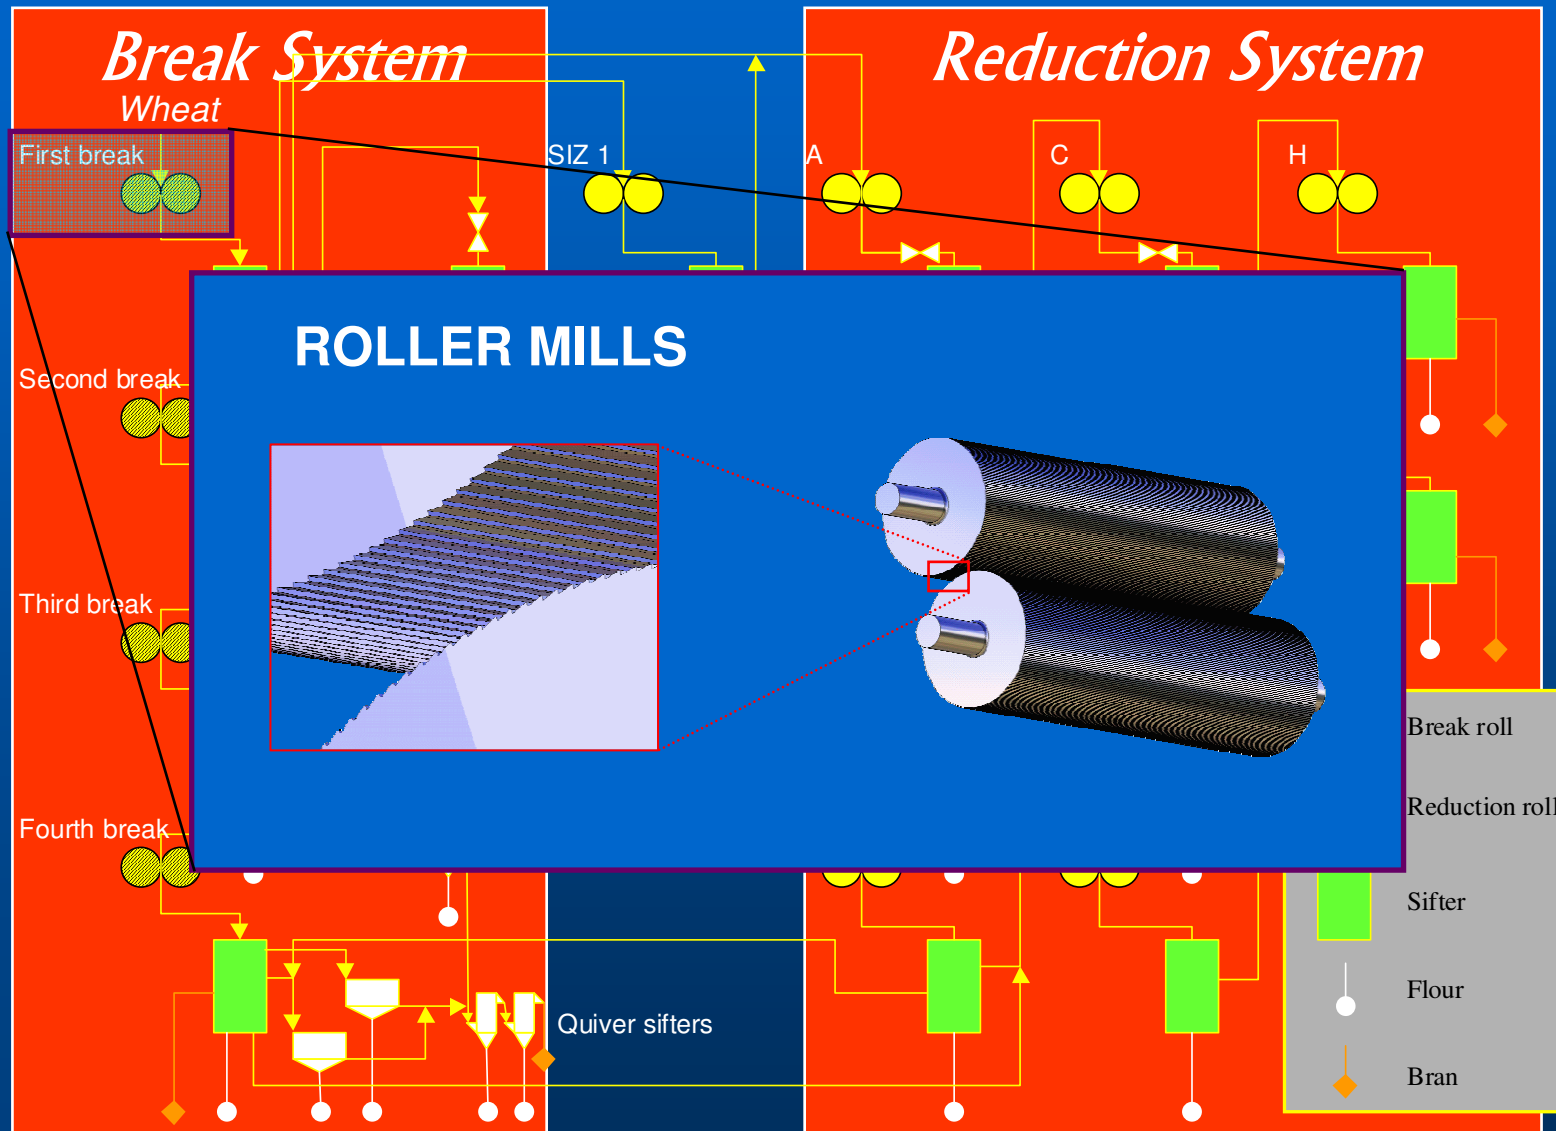 Break System
Reduction System
Wheat
First break
SIZ 1
A
C
H
ROLLER MILLS
Second break
Third break
Fourth break
Break roll
Reduction roll
Sifter
Flour
Bran
Quiver sifters